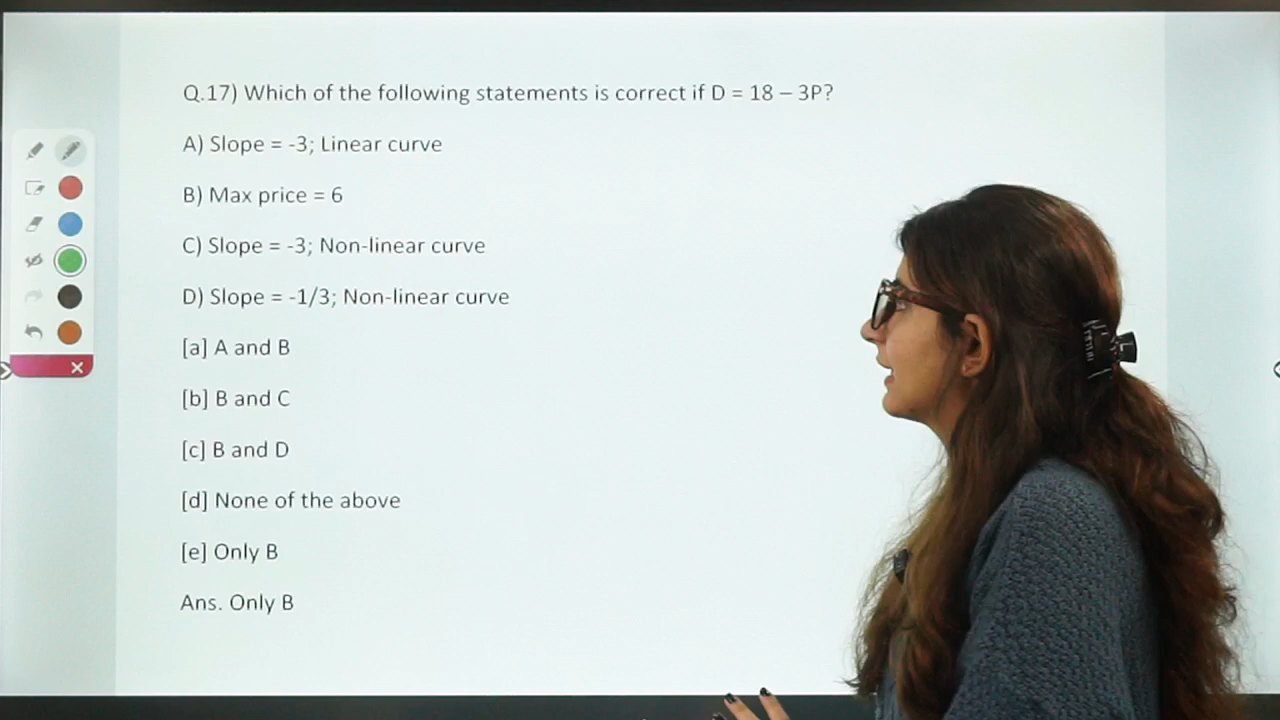 Q.17) Which of the following statements is correct if D = 18 – 3P?
A) Slope = -3; Linear curve
B) Max price = 6
C) Slope = -3; Non-linear curve
D) Slope = -1/3; Non-linear curve
[a] A and B
[b] B and C
[c] B and D
[d] None of the above
[e] Only B
Ans. Only B